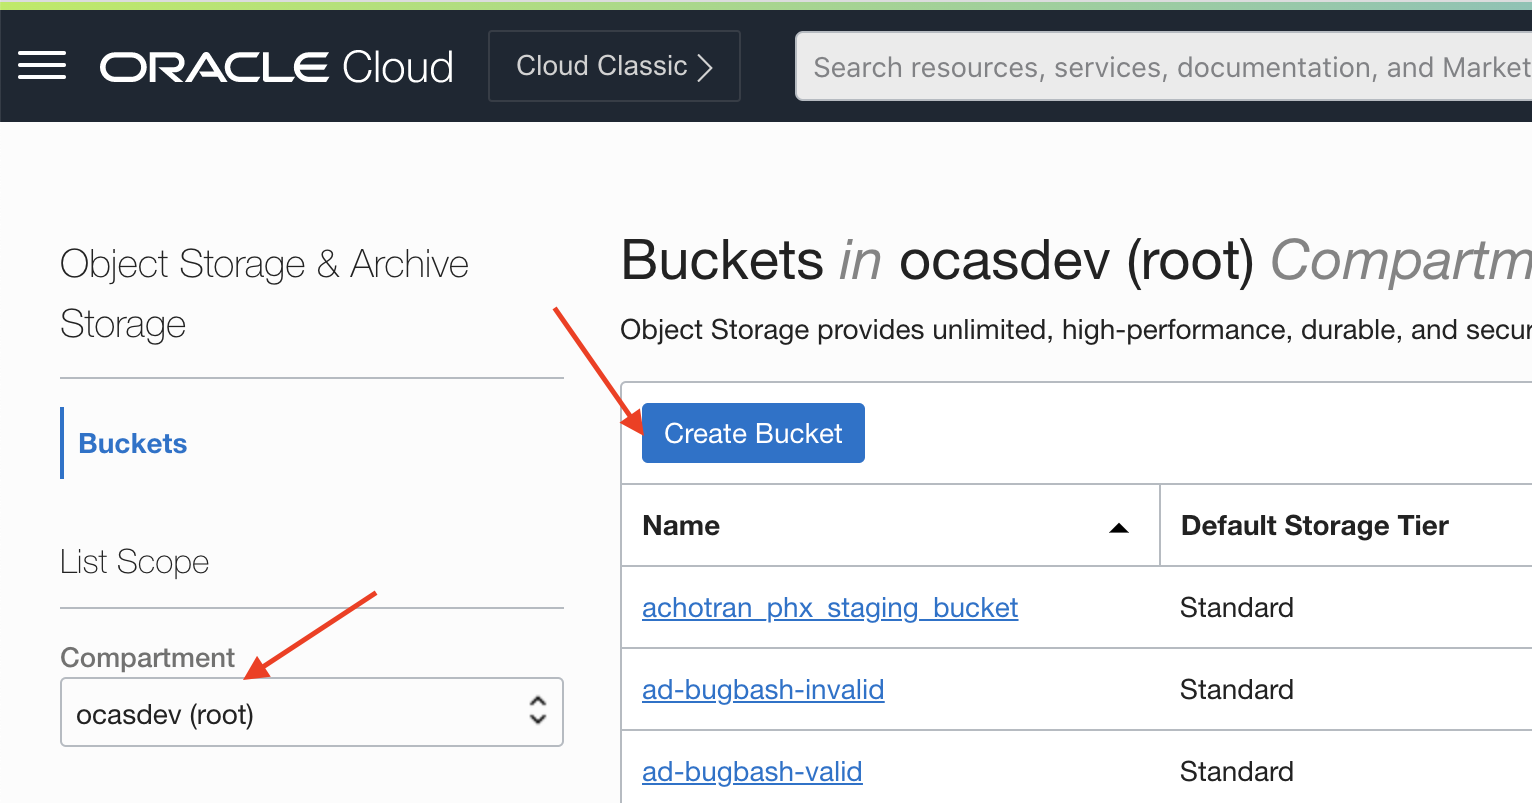 ORACLE Cloud
Cloud Classic
Search resources, services, documentation, and Market
Object Storage & Archive
Storage
Buckets
List Scope
Compartment
ocasdev (root)
Buckets in ocasdev (root) Compartm
Object Storage provides unlimited, high-performance, durable, and secur
Create Bucket
Name
Default Storage Tier
achotran_phx_staging_bucket
Standard
ad-bugbash-invalid
Standard
ad-bugbash-valid
Standard